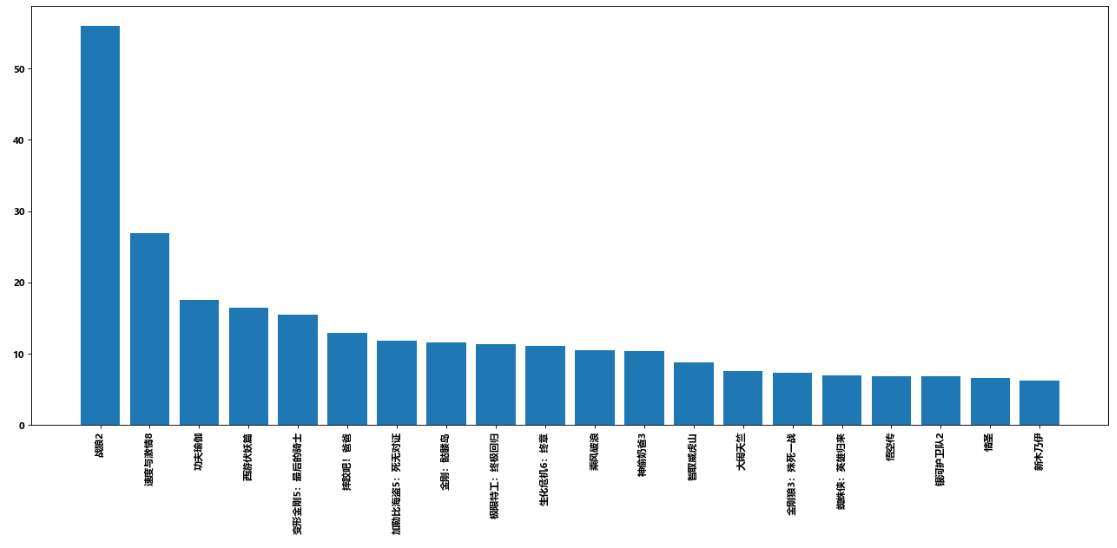 50
40
30
20
10
0
战狼2
速度与激情8
功夫瑜伽
西游伏妖篇
变形金刚5：最后的骑士
摔跤吧！爸爸
加勒比海盗5：死无对证
金刚：骷髅岛
极限特工：终极回归
生化危机6：终章
乘风破浪
神偷奶爸3
智取威虎山
大闹天竺
金刚狼3：殊死一战
蜘蛛侠：英雄归来
悟空传
银河护卫队2
情圣
新木乃伊